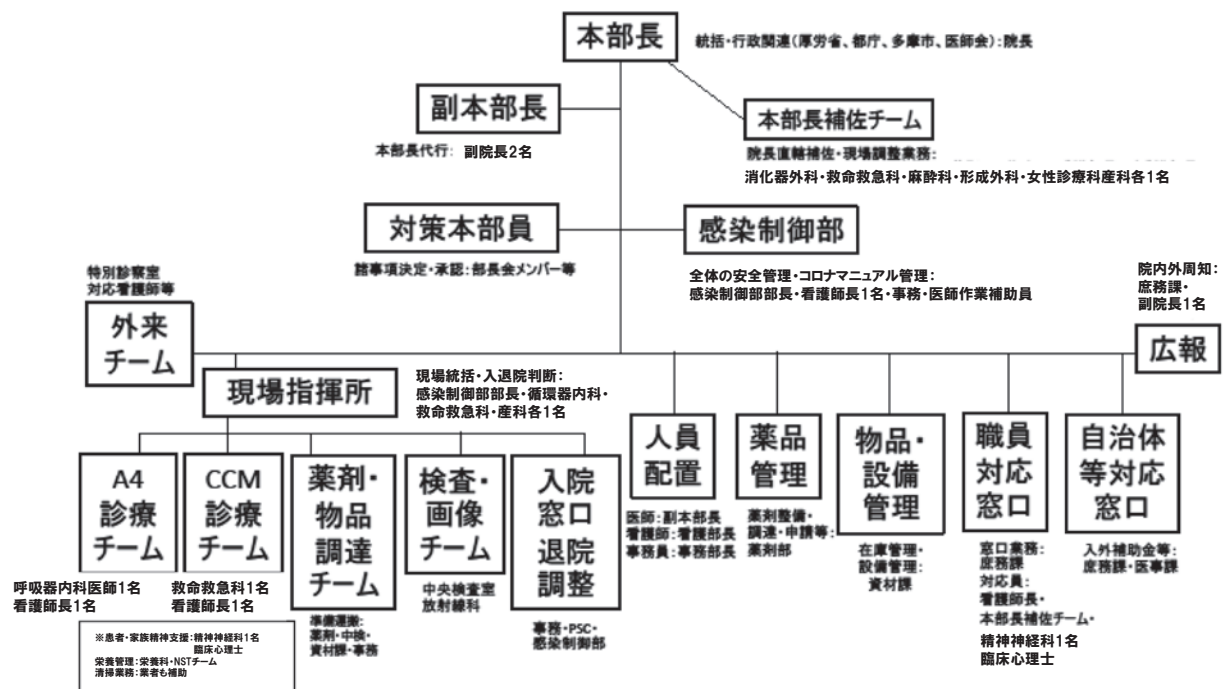 本部長
統括・行政関連(厚労省、都庁、多摩市、医師会):院長
副本部長
本部長代行: 副院長2名
本部長補佐チーム
院長直轄補佐・現場調整業務:
消化器外科・救命救急科・麻酔科・形成外科・女性診療科産科各1名
対策本部員
諸事項決定・承認:部長会メンバー等
感染制御部
全体の安全管理・コロナマニュアル管理:
感染制御部部長・看護師長1名・事務・医師作業補助員
特別診察室
対応看護師等
外来
チーム
院内外周知:
庶務課・
副院長1名
広報
現場指揮所
現場統括・入退院判断:
感染制御部部長・循環器内科・
救命救急科・産科各1名
A4
診療
チーム
呼吸器内科医師1名
看護師長1名
CCM
診療
チーム
救命救急科1名
看護師長1名
薬剤・
物品
調達
チーム
準備運搬:
薬剤・中検・
資材課・事務
検査・
画像
チーム
中央検査室
放射線科
入院
窓口
退院
調整
事務・PSC・
感染制御部
人員
配置
医師:副本部長
看護師:看護部長
事務員:事務部長
薬品
管理
薬剤整備・
調達・申請等:
薬剤部
物品・
設備
管理
在庫管理・
設備管理:
資材課
職員
対応
窓口
窓口業務:
庶務課
対応員:
看護師長・
本部長補佐チーム・
精神神経科1名
臨床心理士
自治体
等対応
窓口
入外補助金等:
庶務課・医事課
※患者・家族精神支援:精神神経科1名
臨床心理士
栄養管理:栄養科・NSTチーム
清掃業務:業者も補助